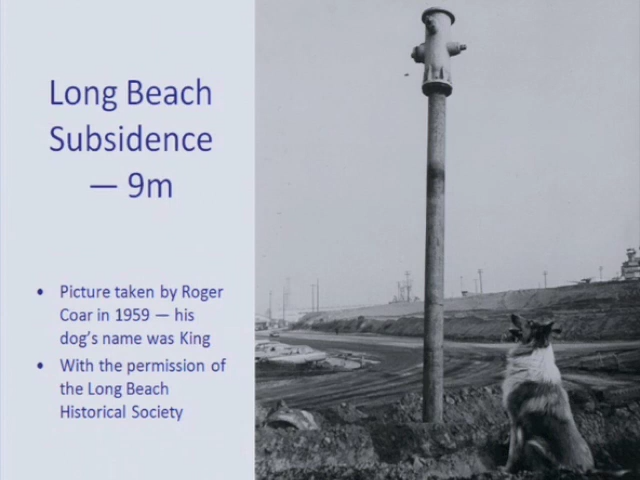 Long Beach
Subsidence
— 9m
• Picture taken by Roger
Coar in 1959 — his
dog's name was King
• With the permission of
the Long Beach
Historical Society